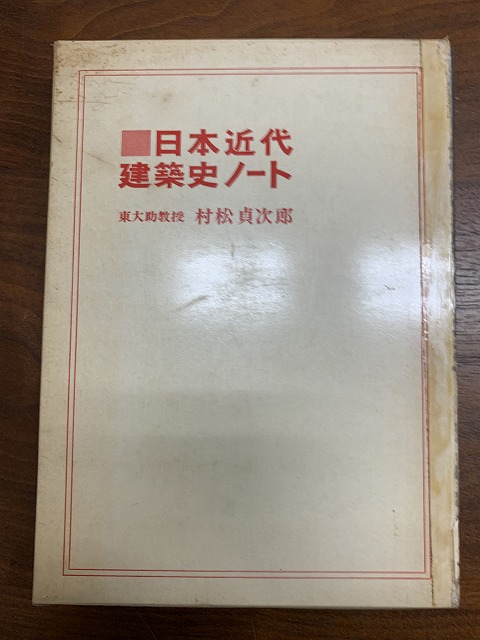 ■日本近代
建築史ノート
東大助教授 村松貞次郎